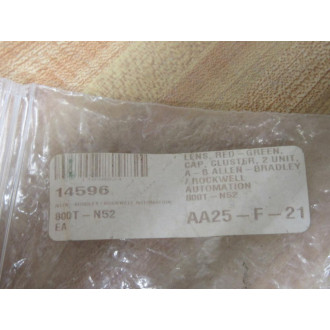 14596
800T-N52
EA
LENS, RED-GREEN,
CAP, CLUSTER, 2 UNIT,
A-B ALLEN-BRADLEY
/ ROCKWELL
AUTOMATION
800T-N52
AA25-F-21